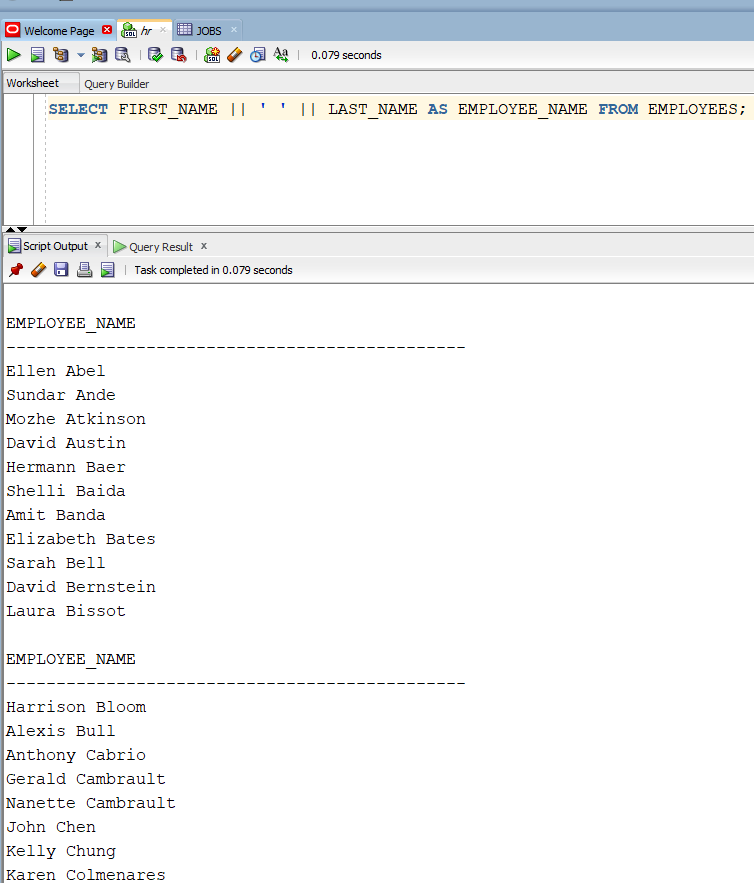 Welcome Page hr JOBS
SQL 0.079 seconds
Worksheet Query Builder
SELECT FIRST_NAME || ' ' || LAST_NAME AS EMPLOYEE_NAME FROM EMPLOYEES;
Script Output x Query Result x
Task completed in 0.079 seconds
EMPLOYEE_NAME
----------------------------------------------
Ellen Abel
Sundar Ande
Mozhe Atkinson
David Austin
Hermann Baer
Shelli Baida
Amit Banda
Elizabeth Bates
Sarah Bell
David Bernstein
Laura Bissot
EMPLOYEE_NAME
----------------------------------------------
Harrison Bloom
Alexis Bull
Anthony Cabrio
Gerald Cambrault
Nanette Cambrault
John Chen
Kelly Chung
Karen Colmenares